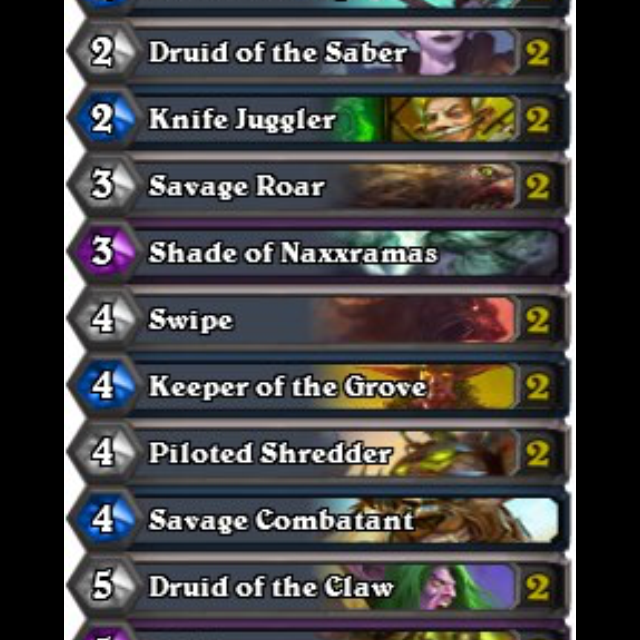 2 Druid of the Saber 2
2 Knife Juggler 2
3 Savage Roar 2
3 Shade of Naxxramas
4 Swipe 2
4 Keeper of the Grove 2
4 Piloted Shredder 2
4 Savage Combatant
5 Druid of the Claw 2